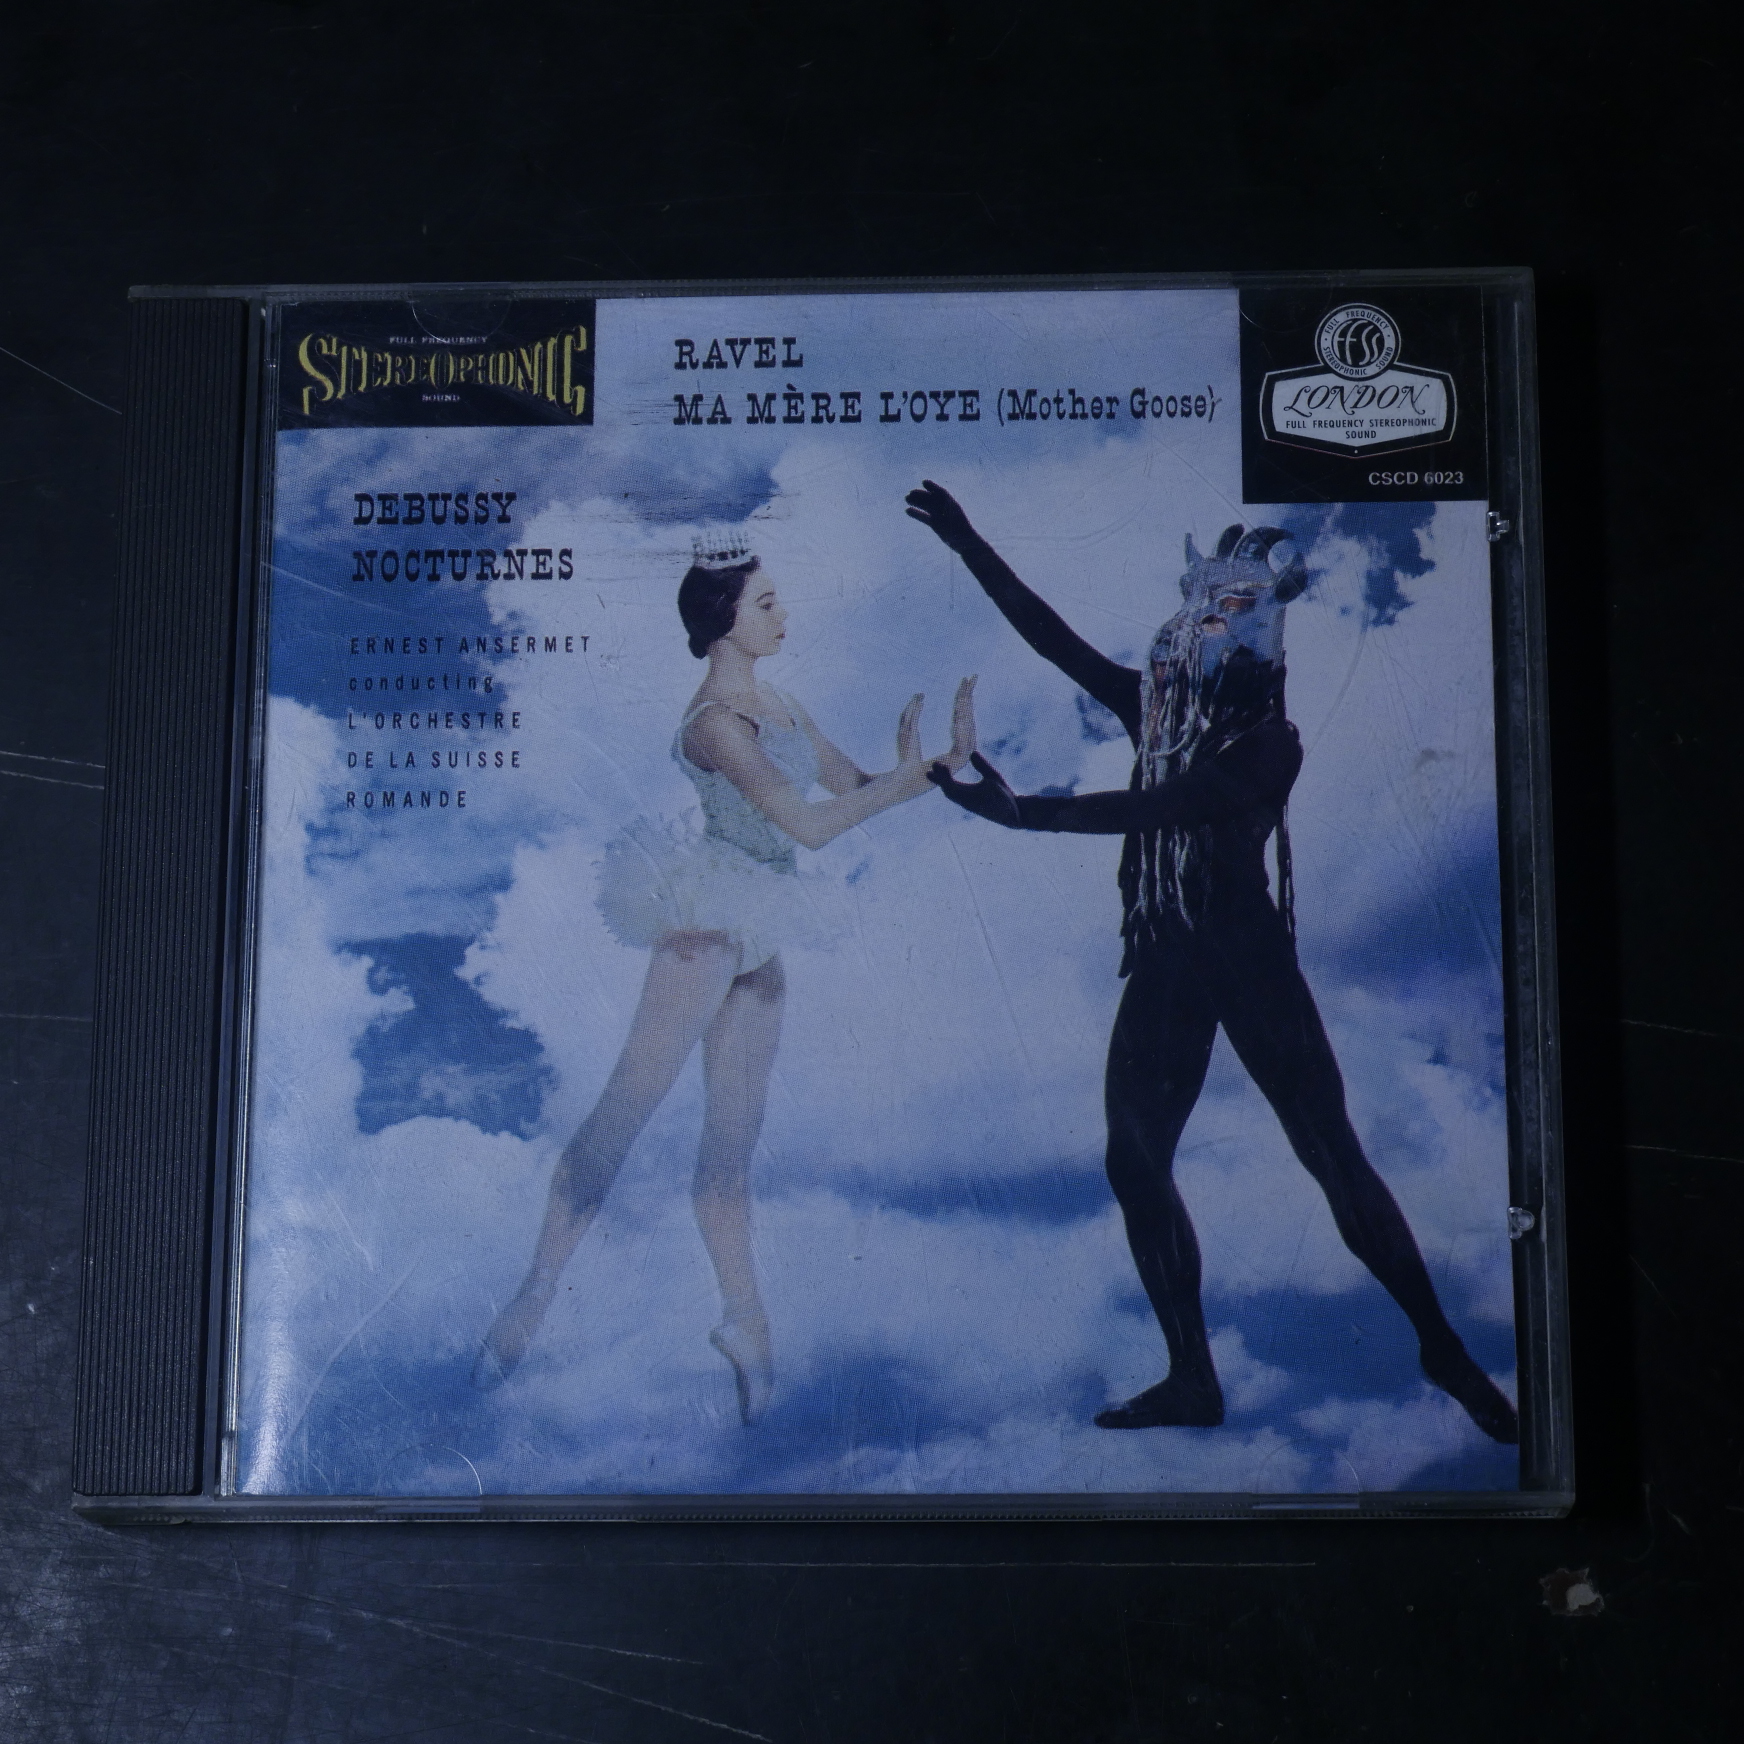 FULL FREQUENCY
STEREOPHONIC
SOUND
RAVEL
MA MÈRE L'OYE (Mother Goose)
FULL FREQUENCY
ffss
STEREOPHONIC SOUND
LONDON
FULL FREQUENCY STEREOPHONIC
SOUND
CSCD 6023
DEBUSSY
NOCTURNES
ERNEST ANSERMET
conducting
L'ORCHESTRE
DE LA SUISSE
ROMANDE